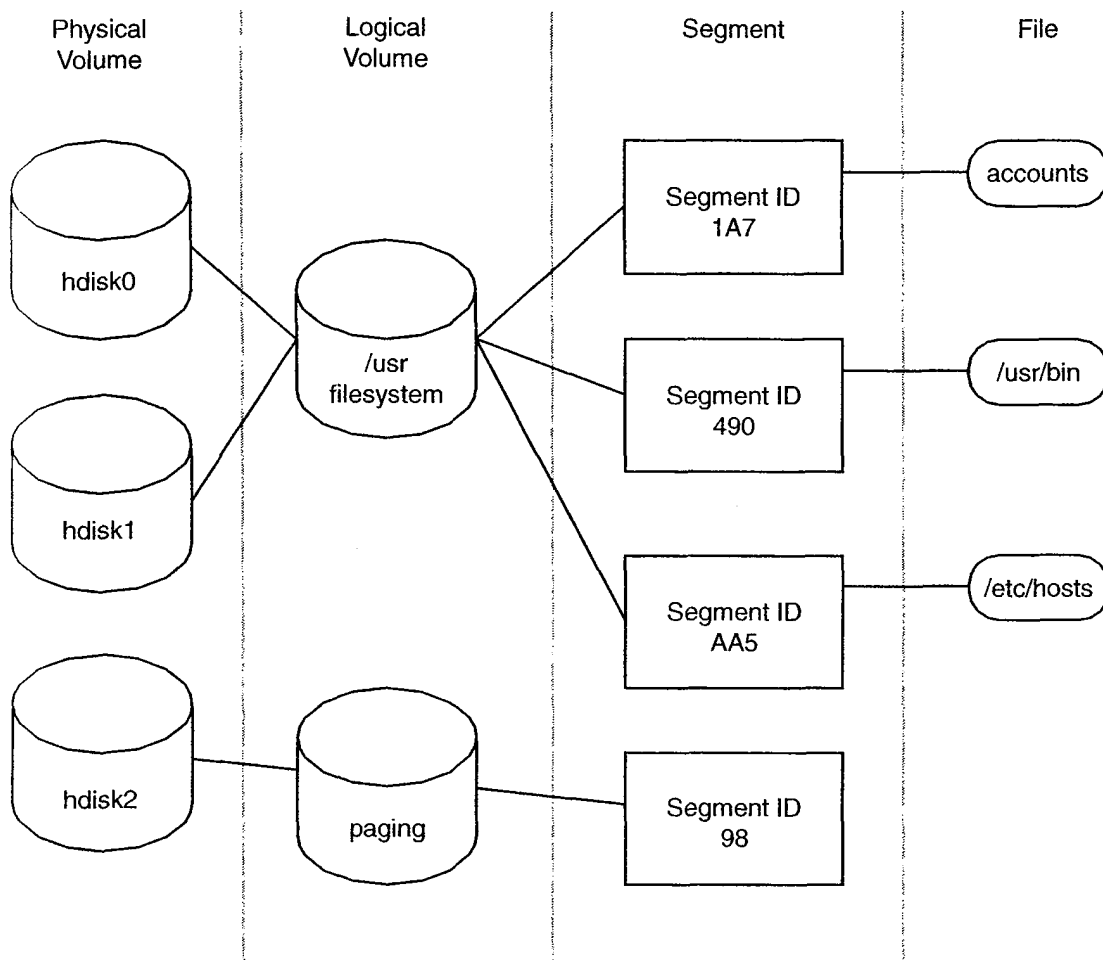 Physical
Volume
Logical
Volume
Segment
File
hdisk0
/usr
filesystem
Segment ID
1A7
accounts
Segment ID
490
/usr/bin
hdisk1
Segment ID
AA5
/etc/hosts
hdisk2
paging
Segment ID
98